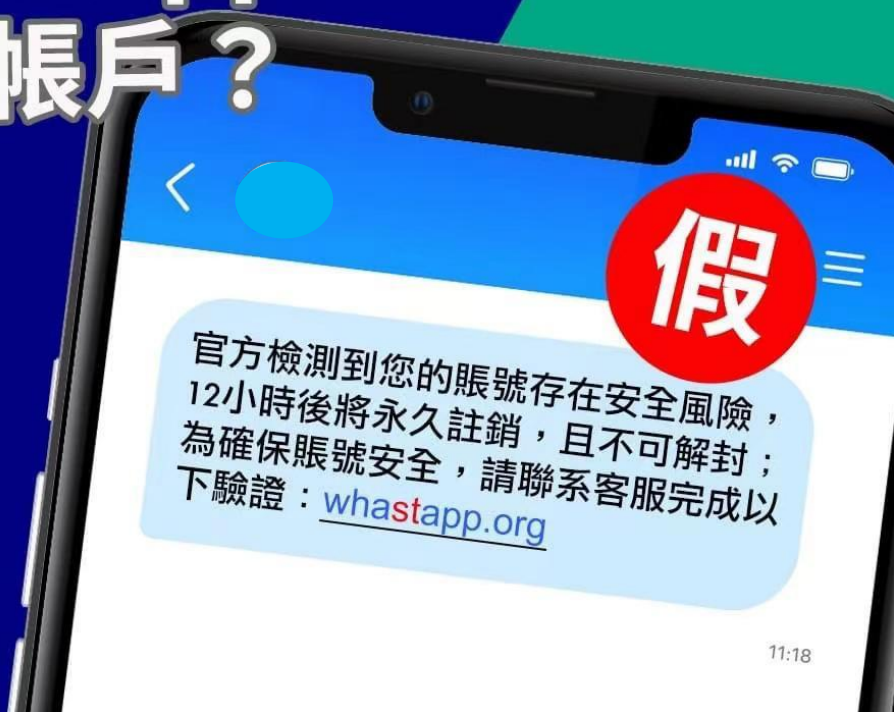 帳戶？
假
官方檢測到您的賬號存在安全風險，
12小時後將永久註銷，且不可解封；
為確保賬號安全，請聯系客服完成以
下驗證：whastapp.org
11:18